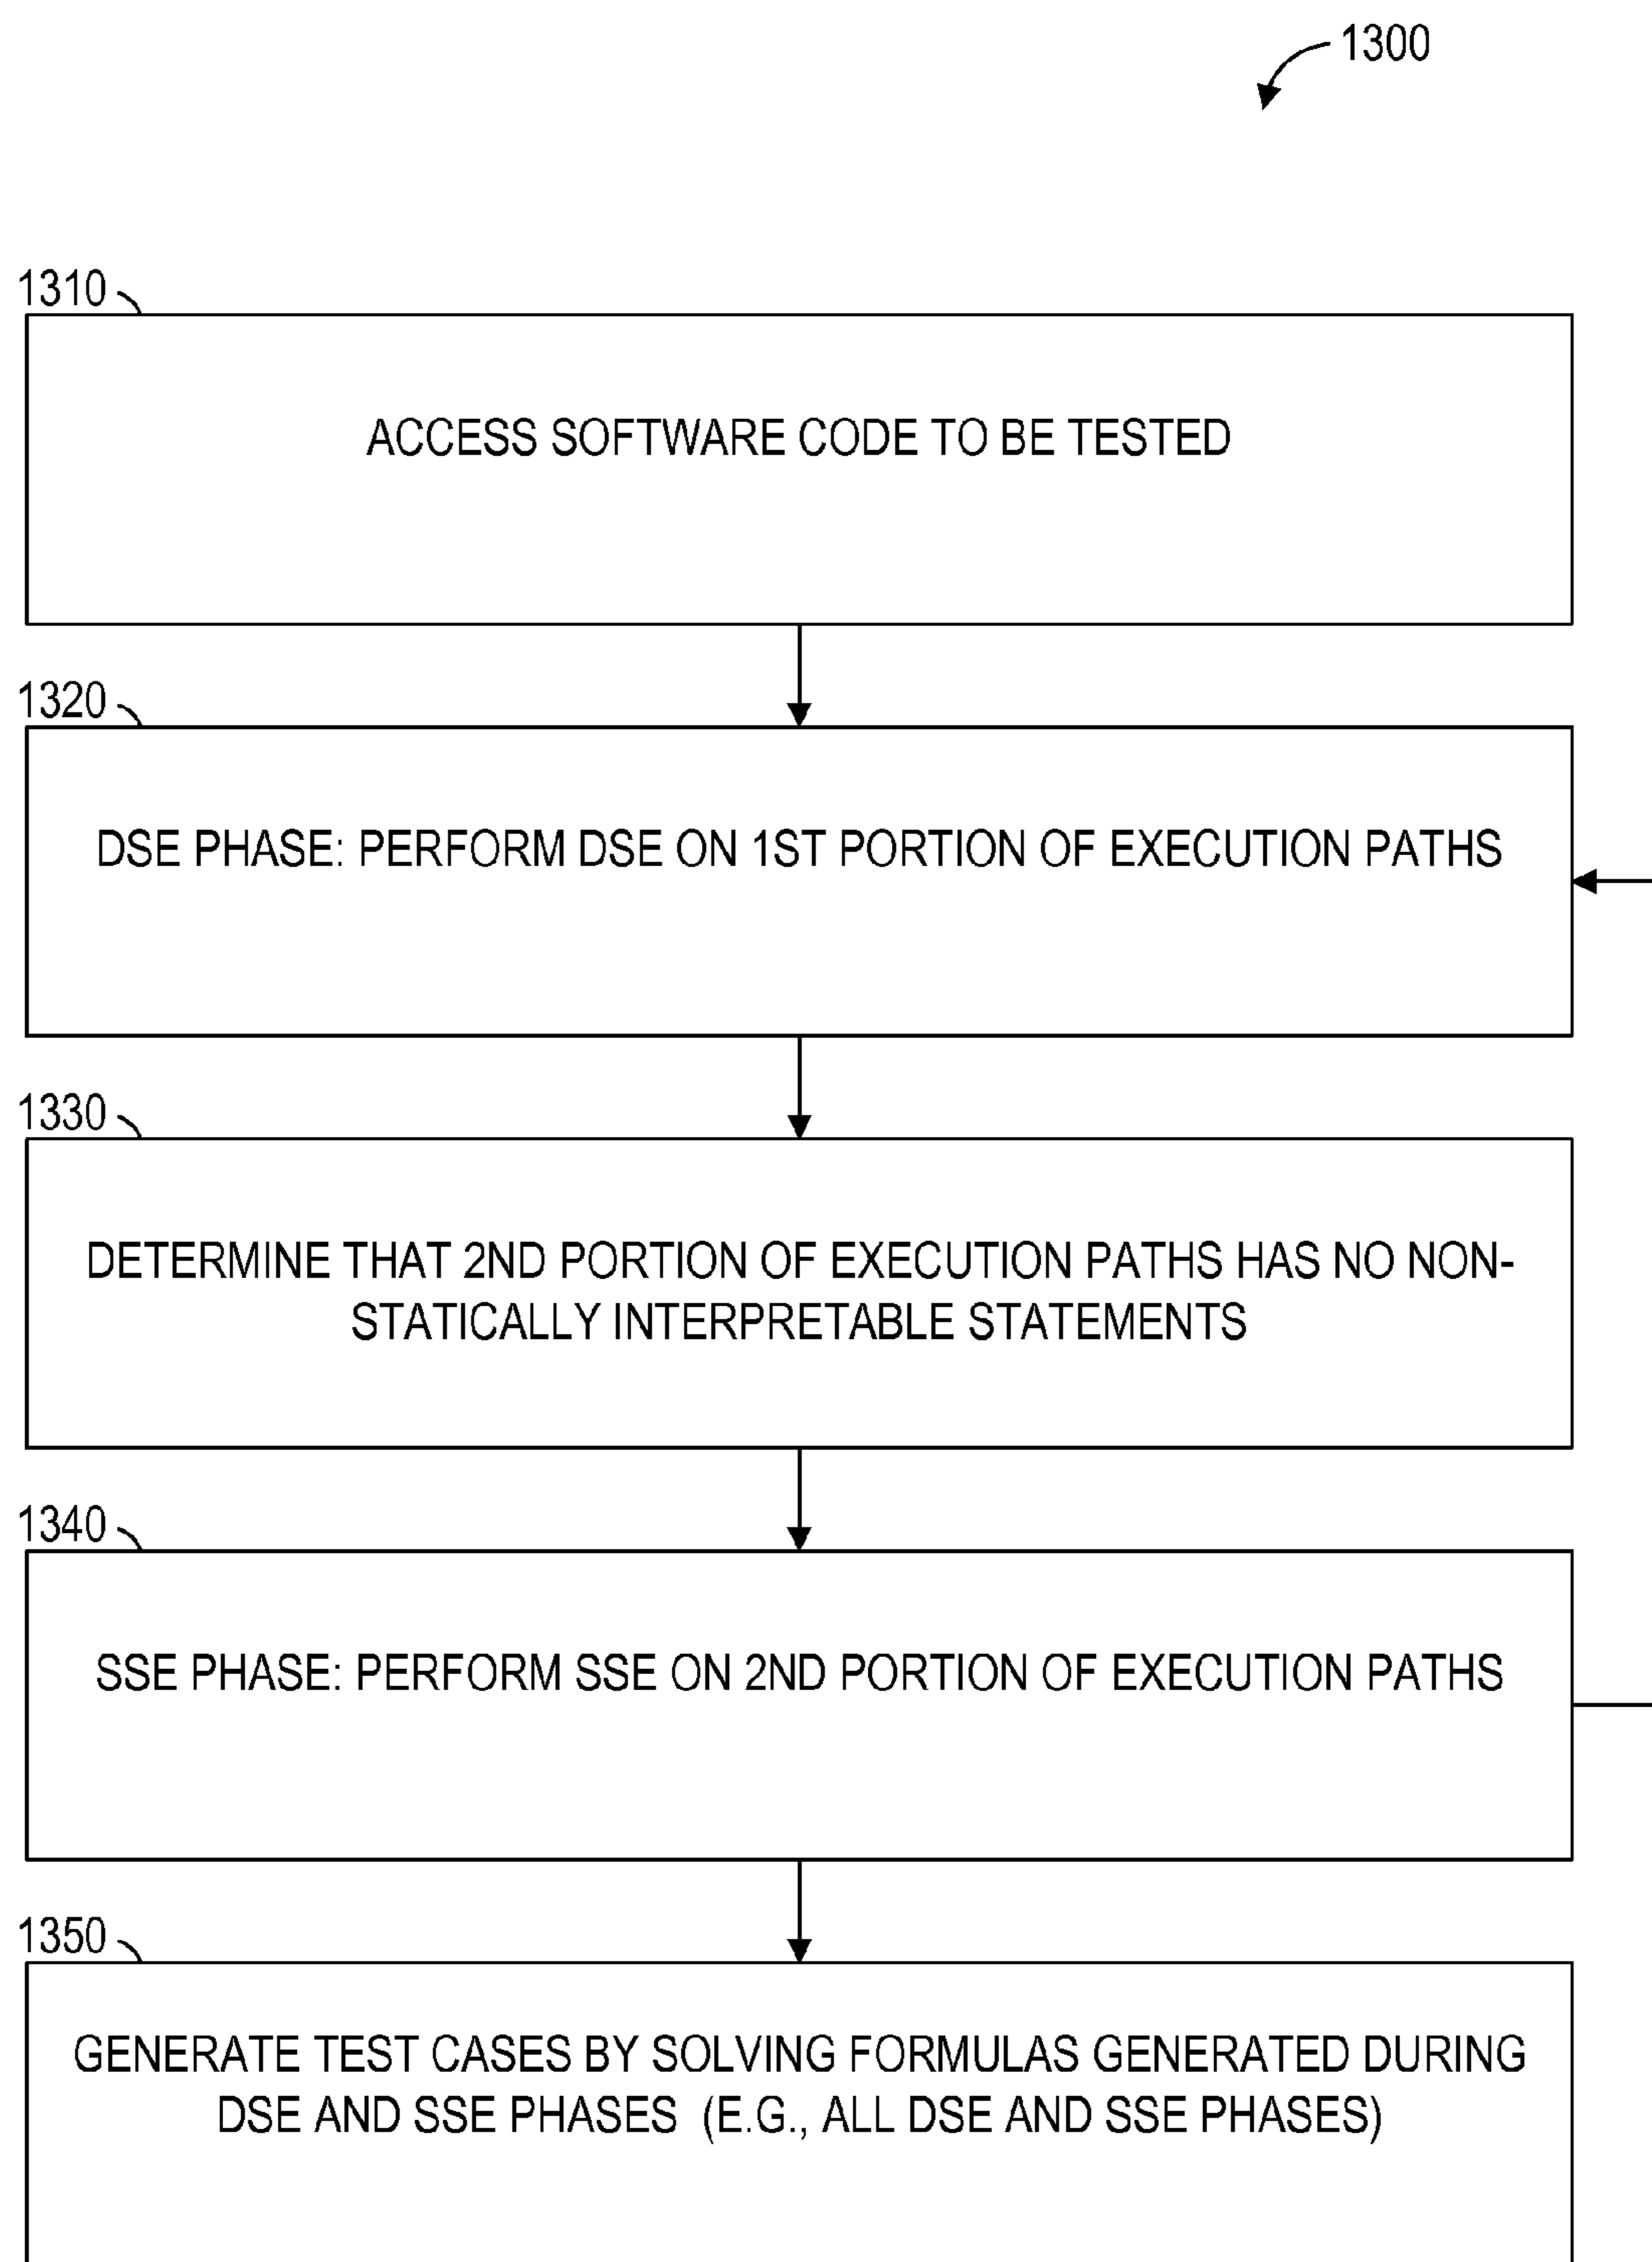 1300
1310
ACCESS SOFTWARE CODE TO BE TESTED
1320
DSE PHASE: PERFORM DSE ON 1ST PORTION OF EXECUTION PATHS
1330
DETERMINE THAT 2ND PORTION OF EXECUTION PATHS HAS NO NON-
STATICALLY INTERPRETABLE STATEMENTS
1340
SSE PHASE: PERFORM SSE ON 2ND PORTION OF EXECUTION PATHS
1350
GENERATE TEST CASES BY SOLVING FORMULAS GENERATED DURING
DSE AND SSE PHASES (E.G., ALL DSE AND SSE PHASES)